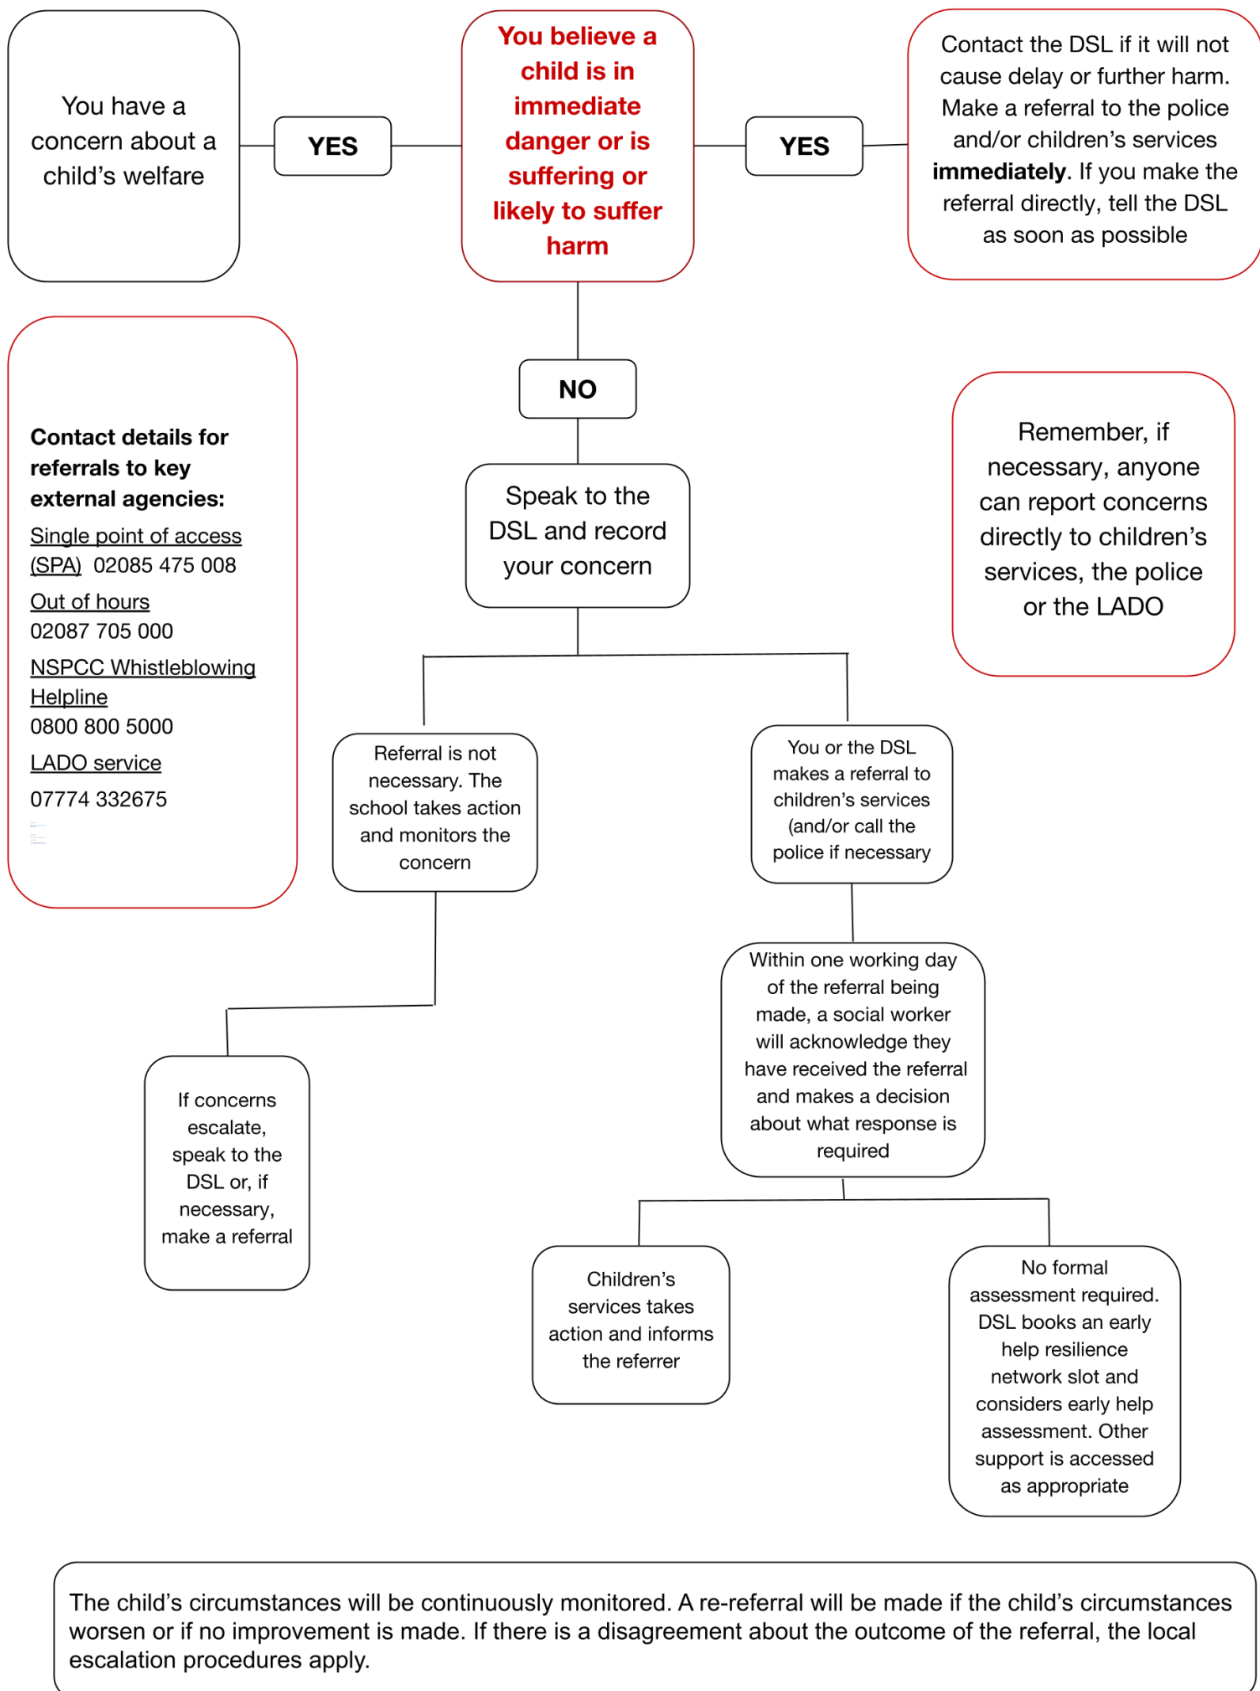 You have a
concern about a
child’s welfare
YES
You believe a
child is in
immediate
danger or is
suffering or
likely to suffer
harm
YES
Contact the DSL if it will not
cause delay or further harm.
Make a referral to the police
and/or children’s services
immediately. If you make the
referral directly, tell the DSL
as soon as possible
NO
Contact details for
referrals to key
external agencies:
Single point of access
(SPA) 02085 475 008
Out of hours
02087 705 000
NSPCC Whistleblowing
Helpline
0800 800 5000
LADO service
07774 332675
Speak to the
DSL and record
your concern
Remember, if
necessary, anyone
can report concerns
directly to children’s
services, the police
or the LADO
Referral is not
necessary. The
school takes action
and monitors the
concern
You or the DSL
makes a referral to
children’s services
(and/or call the
police if necessary
Within one working day
of the referral being
made, a social worker
will acknowledge they
have received the referral
and makes a decision
about what response is
required
If concerns
escalate,
speak to the
DSL or, if
necessary,
make a referral
Children’s
services takes
action and informs
the referrer
No formal
assessment required.
DSL books an early
help resilience
network slot and
considers early help
assessment. Other
support is accessed
as appropriate
The child’s circumstances will be continuously monitored. A re-referral will be made if the child’s circumstances
worsen or if no improvement is made. If there is a disagreement about the outcome of the referral, the local
escalation procedures apply.